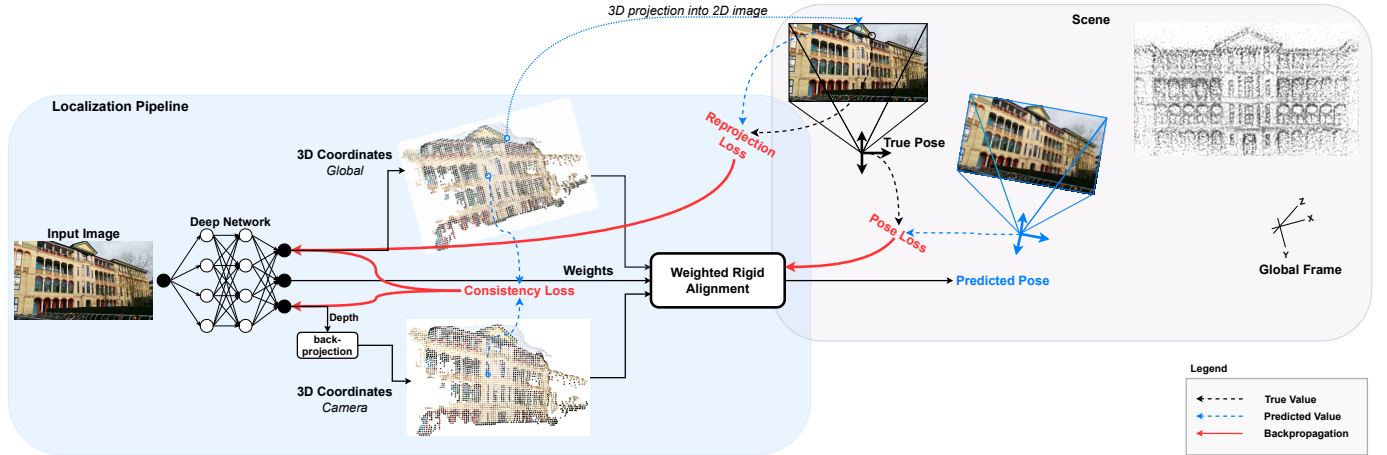 3D projection into 2D image
Scene
Localization Pipeline
Reprojection
Loss
True Pose
3D Coordinates
Global
Deep Network
Input Image
Pose Loss
Z
X
Y
Global Frame
Weights
Weighted Rigid
Alignment
Predicted Pose
Consistency Loss
Depth
back-
projection
3D Coordinates
Camera
Legend
True Value
Predicted Value
Backpropagation